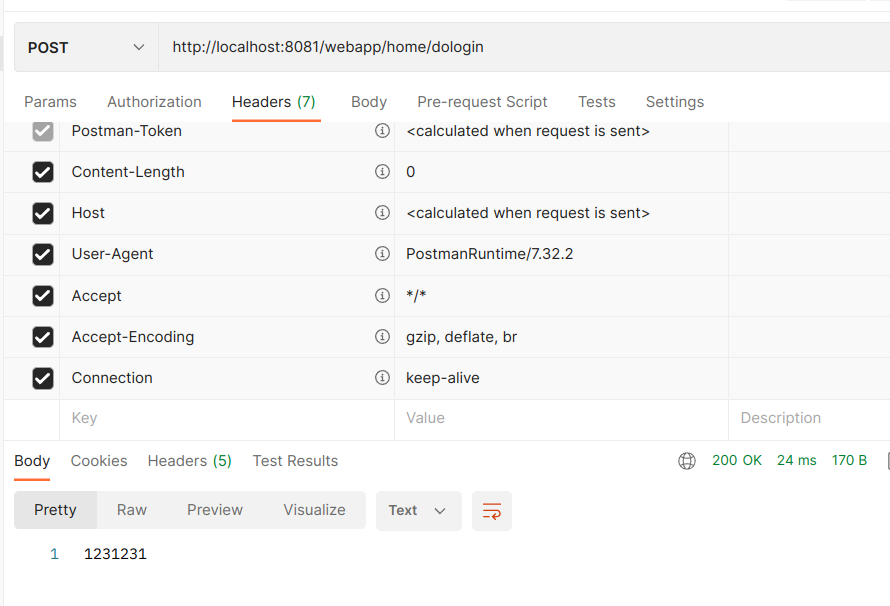 POST http://localhost:8081/webapp/home/dologin
Params Authorization Headers (7) Body Pre-request Script Tests Settings
Postman-Token <calculated when request is sent>
Content-Length 0
Host <calculated when request is sent>
User-Agent PostmanRuntime/7.32.2
Accept */*
Accept-Encoding gzip, deflate, br
Connection keep-alive
Key Value Description
Body Cookies Headers (5) Test Results 200 OK 24 ms 170 B
Pretty Raw Preview Visualize Text
1 1231231